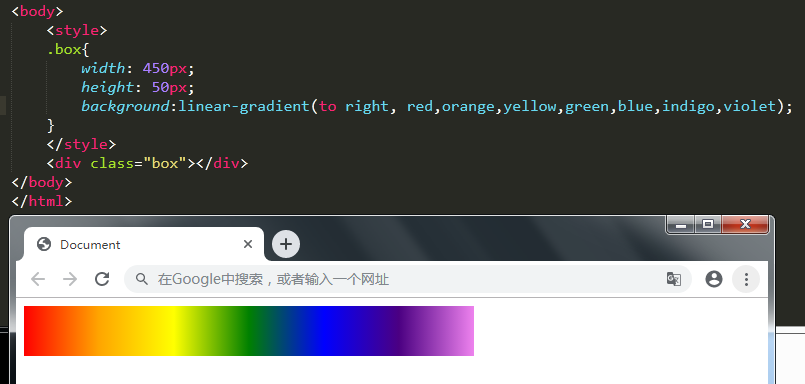 <body>
<style>
.box{
width: 450px;
height: 50px;
background:linear-gradient(to right, red,orange,yellow,green,blue,indigo,violet);
}
</style>
<div class="box"></div>
</body>
</html>
Document
在Google中搜索，或者输入一个网址